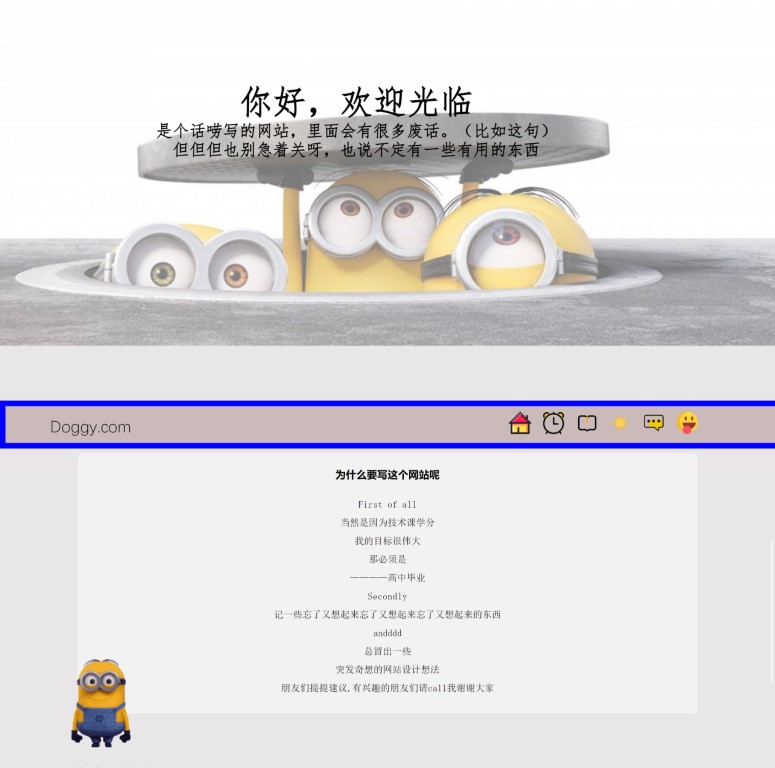 你好，欢迎光临
是个话唠写的网站，里面会有很多废话。（比如这句）
但但但也别急着关呀，也说不定有一些有用的东西
Doggy.com
为什么要写这个网站呢
First of all
当然是因为技术课学分
我的目标很伟大
那必须是
————高中毕业
Secondly
记一些忘了又想起来忘了又想起来忘了又想起来的东西
andddd
总冒出一些
突发奇想的网站设计想法
朋友们提提建议,有兴趣的朋友们请call我谢谢大家